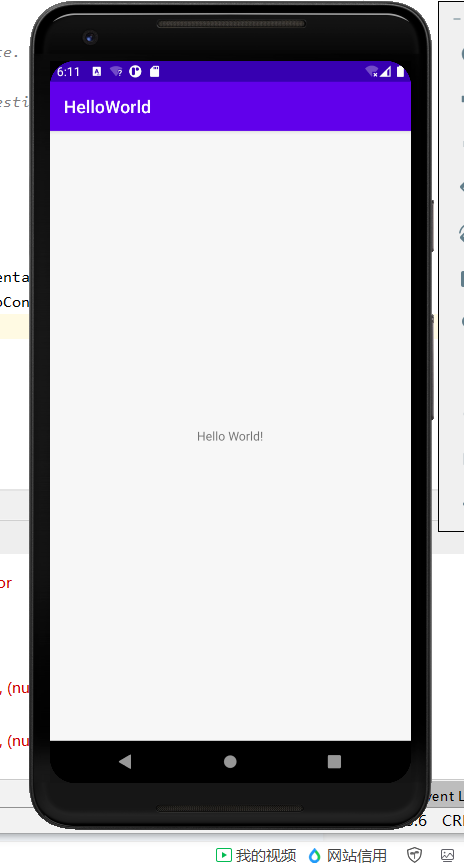 te.
6:11
HelloWorld
esti
enta
oCon
Hello World!
or
, (nu
, (nu
vent L
:6 CR
我的视频 网站信用